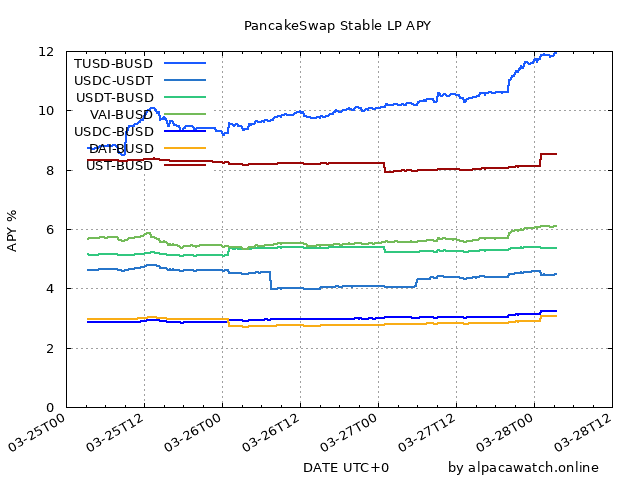 PancakeSwap Stable LP APY
12
10
8
6
4
2
0
APY %
TUSD-BUSD
USDC-USDT
USDT-BUSD
VAI-BUSD
USDC-BUSD
DAI-BUSD
UST-BUSD
03-25T00
03-25T12
03-26T00
03-26T12
03-27T00
03-27T12
03-28T00
03-28T12
DATE UTC+0
by alpacawatch.online